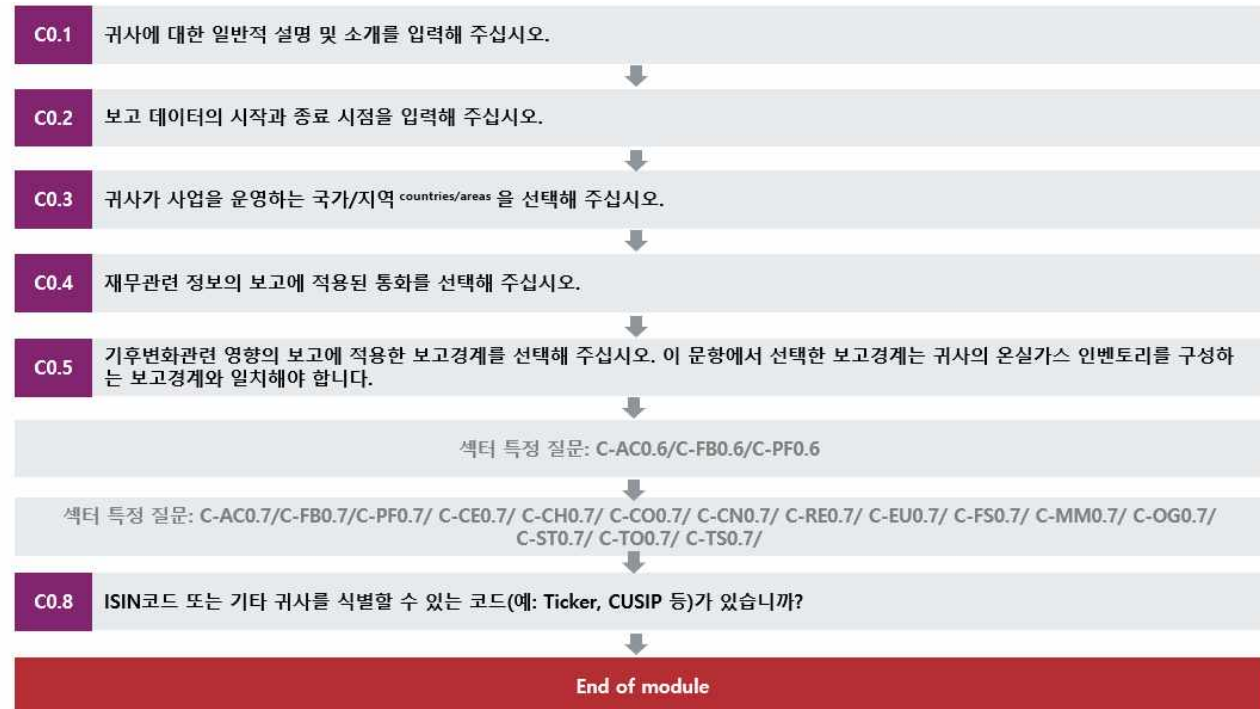 C0.1 귀사에 대한 일반적 설명 및 소개를 입력해 주십시오.
C0.2 보고 데이터의 시작과 종료 시점을 입력해 주십시오.
C0.3 귀사가 사업을 운영하는 국가/지역 countries/areas 을 선택해 주십시오.
C0.4 재무관련 정보의 보고에 적용된 통화를 선택해 주십시오.
C0.5 기후변화관련 영향의 보고에 적용한 보고경계를 선택해 주십시오. 이 문항에서 선택한 보고경계는 귀사의 온실가스 인벤토리를 구성하
는 보고경계와 일치해야 합니다.
섹터 특정 질문: C-AC0.6/C-FB0.6/C-PF0.6
섹터 특정 질문: C-AC0.7/C-FB0.7/C-PF0.7/ C-CE0.7/ C-CH0.7/ C-CO0.7/ C-CN0.7/ C-RE0.7/ C-EU0.7/ C-FS0.7/ C-MM0.7/ C-OG0.7/
C-ST0.7/ C-TO0.7/ C-TS0.7/
C0.8 ISIN코드 또는 기타 귀사를 식별할 수 있는 코드(예: Ticker, CUSIP 등)가 있습니까?
End of module